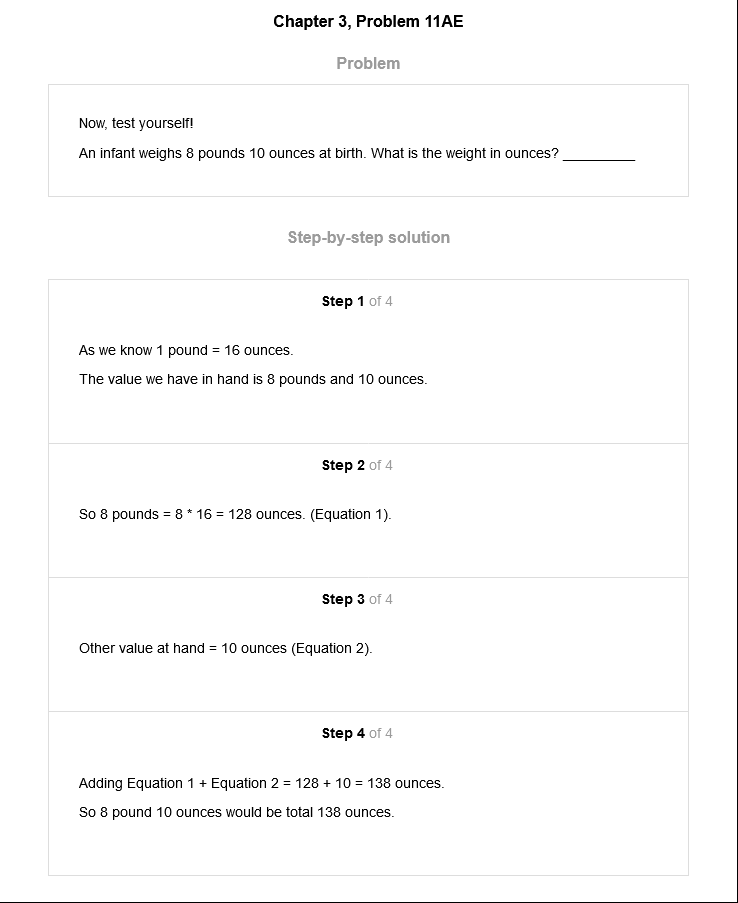 Chapter 3, Problem 11AE
Problem
Now, test yourself!
An infant weighs 8 pounds 10 ounces at birth. What is the weight in ounces? __________
Step-by-step solution
Step 1 of 4
As we know 1 pound = 16 ounces.
The value we have in hand is 8 pounds and 10 ounces.
Step 2 of 4
So 8 pounds = 8 * 16 = 128 ounces. (Equation 1).
Step 3 of 4
Other value at hand = 10 ounces (Equation 2).
Step 4 of 4
Adding Equation 1 + Equation 2 = 128 + 10 = 138 ounces.
So 8 pound 10 ounces would be total 138 ounces.